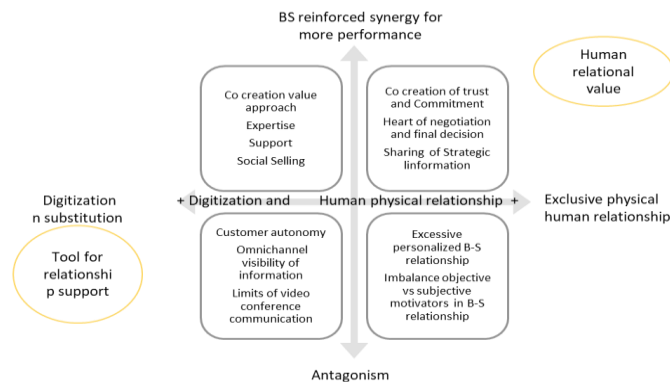 BS reinforced synergy for
more performance
Human
relational
value
Co creation value
approach
Expertise
Support
Social Selling
Co creation of trust
and Commitment
Heart of negotiation
and final decision
Sharing of Strategic
linformation
Digitization
n substitution
+ Digitization and
Human physical relationship +
Exclusive physical
human relationship
Tool for
relationshi
p support
Customer autonomy
Omnichannel
visibility of
information
Limits of video
conference
communication
Excessive
personalized B-S
relationship
Imbalance objective
vs subjective
motivators in B-S
relationship
Antagonism